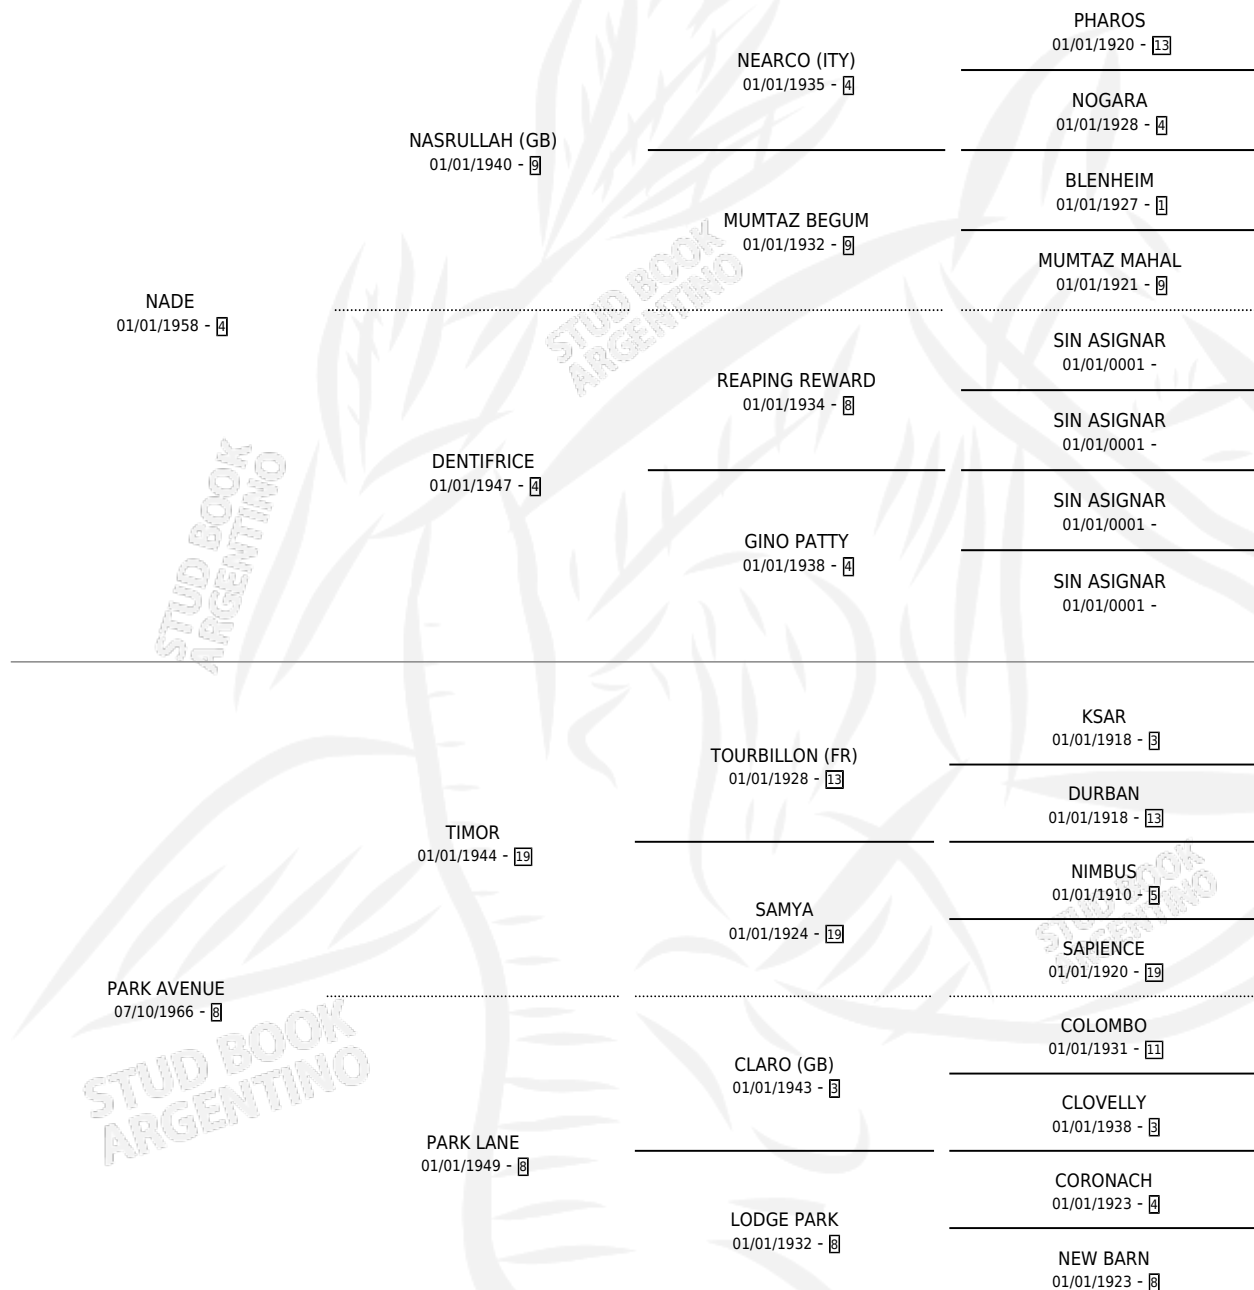 PHAROS
01/01/1920 - 13
NEARCO (ITY)
01/01/1935 - 4
NOGARA
01/01/1928 - 4
NASRULLAH (GB)
01/01/1940 - 9
BLENHEIM
01/01/1927 - 1
MUMTAZ BEGUM
01/01/1932 - 9
MUMTAZ MAHAL
01/01/1921 - 9
NADE
01/01/1958 - 4
SIN ASIGNAR
01/01/0001 -
REAPING REWARD
01/01/1934 - 8
SIN ASIGNAR
01/01/0001 -
DENTIFRICE
01/01/1947 - 4
SIN ASIGNAR
01/01/0001 -
GINO PATTY
01/01/1938 - 4
SIN ASIGNAR
01/01/0001 -
KSAR
01/01/1918 - 3
TOURBILLON (FR)
01/01/1928 - 13
DURBAN
01/01/1918 - 13
TIMOR
01/01/1944 - 19
NIMBUS
01/01/1910 - 5
SAMYA
01/01/1924 - 19
SAPIENCE
01/01/1920 - 19
PARK AVENUE
07/10/1966 - 8
COLOMBO
01/01/1931 - 11
CLARO (GB)
01/01/1943 - 3
CLOVELLY
01/01/1938 - 3
PARK LANE
01/01/1949 - 8
CORONACH
01/01/1923 - 4
LODGE PARK
01/01/1932 - 8
NEW BARN
01/01/1923 - 8
STUD BOOK
ARGENTINO
STUD BOOK
ARGENTINO
STUD BOOK
ARGENTINO
STUD BOOK
ARGENTINO